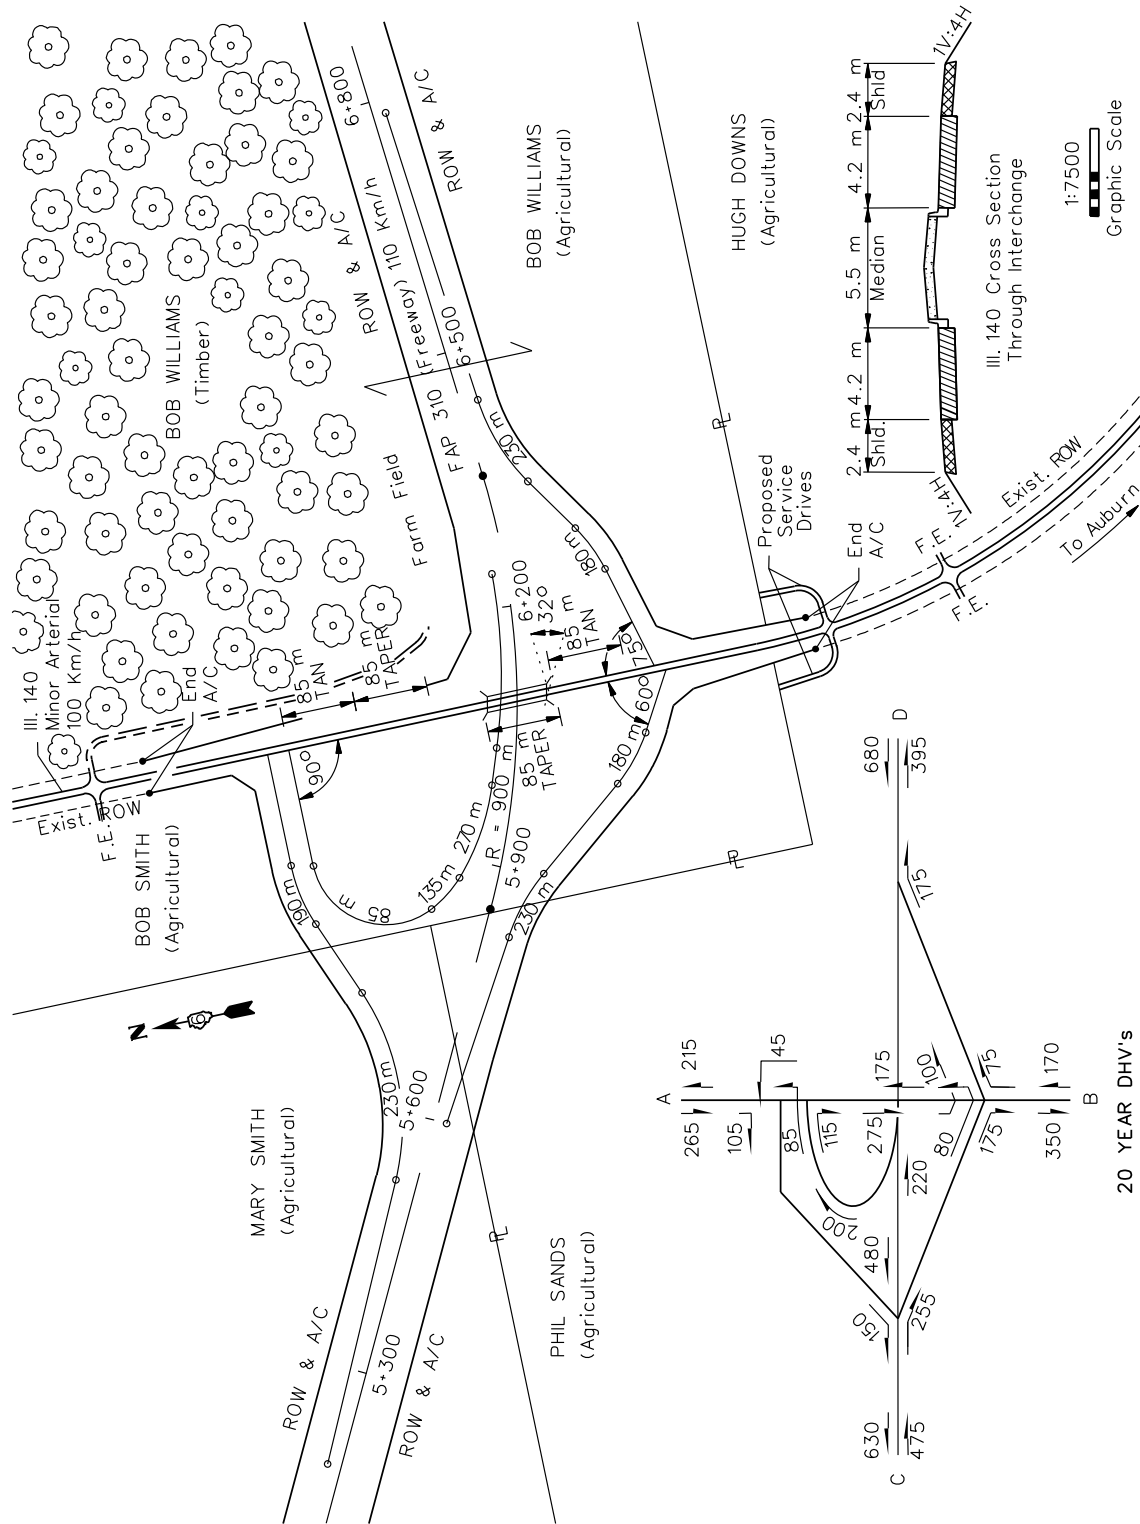 Ill. 140
Minor Arterial
100 Km/h
End
A/C
BOB WILLIAMS
(Timber)
Farm Field
ROW & A/C
6+800
FAP 310 (Freeway) 110 Km/h
6+500
ROW & A/C
BOB WILLIAMS
(Agricultural)
HUGH DOWNS
(Agricultural)
PL
230 m
180 m
6+200
32°
85 m
TAN
75°
60°
85 m
TAN
85 m
TAPER
85 m
TAPER
90°
Exist. ROW
F.E.
BOB SMITH
(Agricultural)
190 m
85 m
135 m
270 m
R = 900 m
5+900
180 m
230 m
PL
Proposed
Service
Drives
End
A/C
F.E.
F.E.
Exist. ROW
To Auburn
N
MARY SMITH
(Agricultural)
230 m
5+600
PL
PHIL SANDS
(Agricultural)
ROW & A/C
5+300
ROW & A/C
1V:4H
2.4 m
Shld.
4.2 m
5.5 m
Median
4.2 m
2.4 m
Shld
1V:4H
Ill. 140 Cross Section
Through Interchange
1:7500
Graphic Scale
A
265
215
105
45
85
115
200
275
175
100
80
75
175
350
170
B
C
630
475
150
255
480
220
175
680
395
D
20 YEAR DHV's